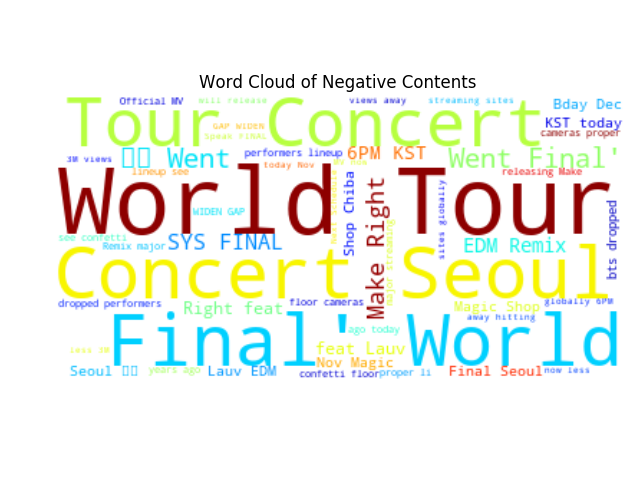 Word Cloud of Negative Contents
Official MV
will release
views away
streaming sites
Bday Dec
Tour Concert
GAP WIDEN
KST today
Speak FINAL
cameras proper
3M views
Went
performers lineup
6PM KST
Went Final'
lineup see
today Nov
releasing Make
World Tour
Shop Chiba
Make Right
sites globally
bts dropped
WIDEN GAP
see confetti
Remix major
SYS FINAL
major streaming
EDM Remix
Concert Seoul
dropped performers
Right feat
floor cameras
Magic Shop
globally 6PM
Final' World
away hitting
ago today
less 3M
feat Lauv
Nov Magic
Seoul
years ago
Lauv EDM
confetti floor
proper li
Final Seoul
now less